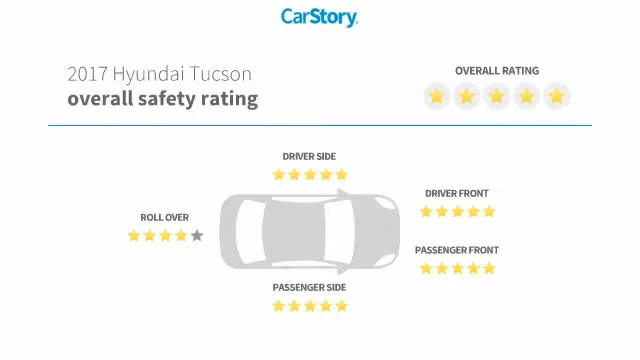 CarStory.
2017 Hyundai Tucson
overall safety rating
OVERALL RATING
DRIVER SIDE
DRIVER FRONT
ROLL OVER
PASSENGER FRONT
PASSENGER SIDE